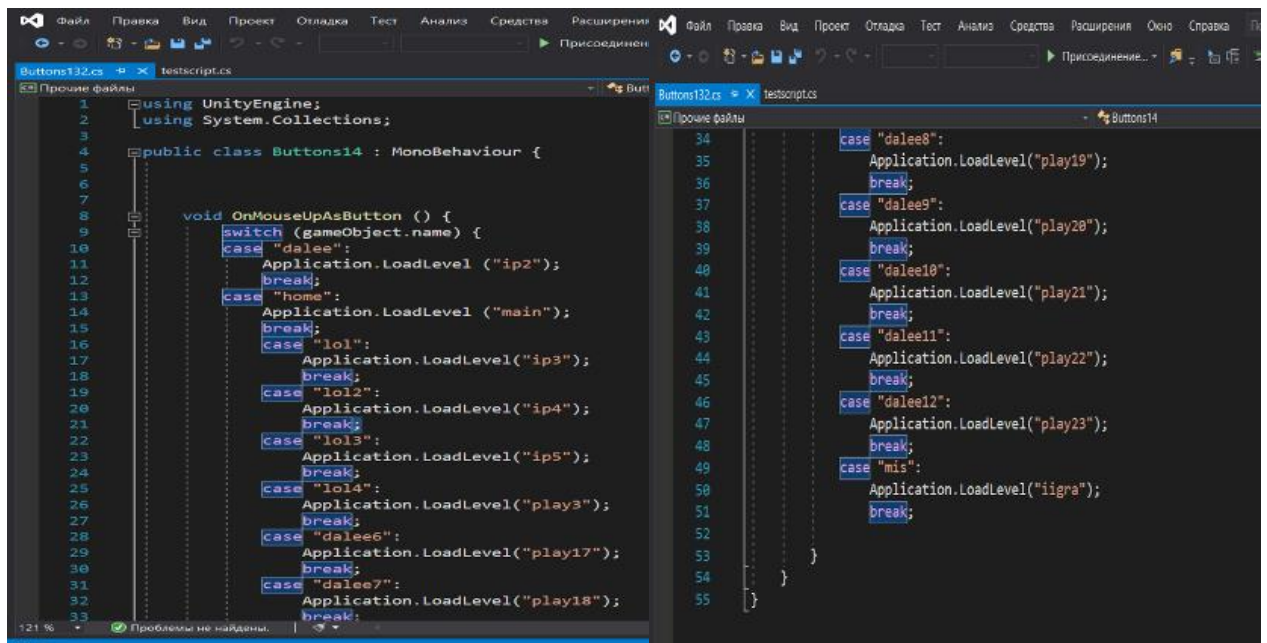 Файл Правка Вид Проект Отладка Тест Анализ Средства Расширения
Присоединен
Buttons132.cs testscript.cs
Прочие файлы Butt
1 using UnityEngine;
2 using System.Collections;
3
4 public class Buttons14 : MonoBehaviour {
5
6
7
8 void OnMouseUpAsButton () {
9 switch (gameObject.name) {
10 case "dalee":
11 Application.LoadLevel ("ip2");
12 break;
13 case "home":
14 Application.LoadLevel ("main");
15 break;
16 case "lol":
17 Application.LoadLevel("ip3");
18 break;
19 case "lol2":
20 Application.LoadLevel("ip4");
21 break;
22 case "lol3":
23 Application.LoadLevel("ip5");
24 break;
25 case "lol4":
26 Application.LoadLevel("play3");
27 break;
28 case "dalee6":
29 Application.LoadLevel("play17");
30 break;
31 case "dalee7":
32 Application.LoadLevel("play18");
33 break;
121 % Проблемы не найдены.
Файл Правка Вид Проект Отладка Тест Анализ Средства Расширения Окно Справка
Присоединение...
Buttons132.cs testscript.cs
Прочие файлы Buttons14
34 case "dalee8":
35 Application.LoadLevel("play19");
36 break;
37 case "dalee9":
38 Application.LoadLevel("play20");
39 break;
40 case "dalee10":
41 Application.LoadLevel("play21");
42 break;
43 case "dalee11":
44 Application.LoadLevel("play22");
45 break;
46 case "dalee12":
47 Application.LoadLevel("play23");
48 break;
49 case "mis":
50 Application.LoadLevel("iigra");
51 break;
52
53 }
54 }
55 }